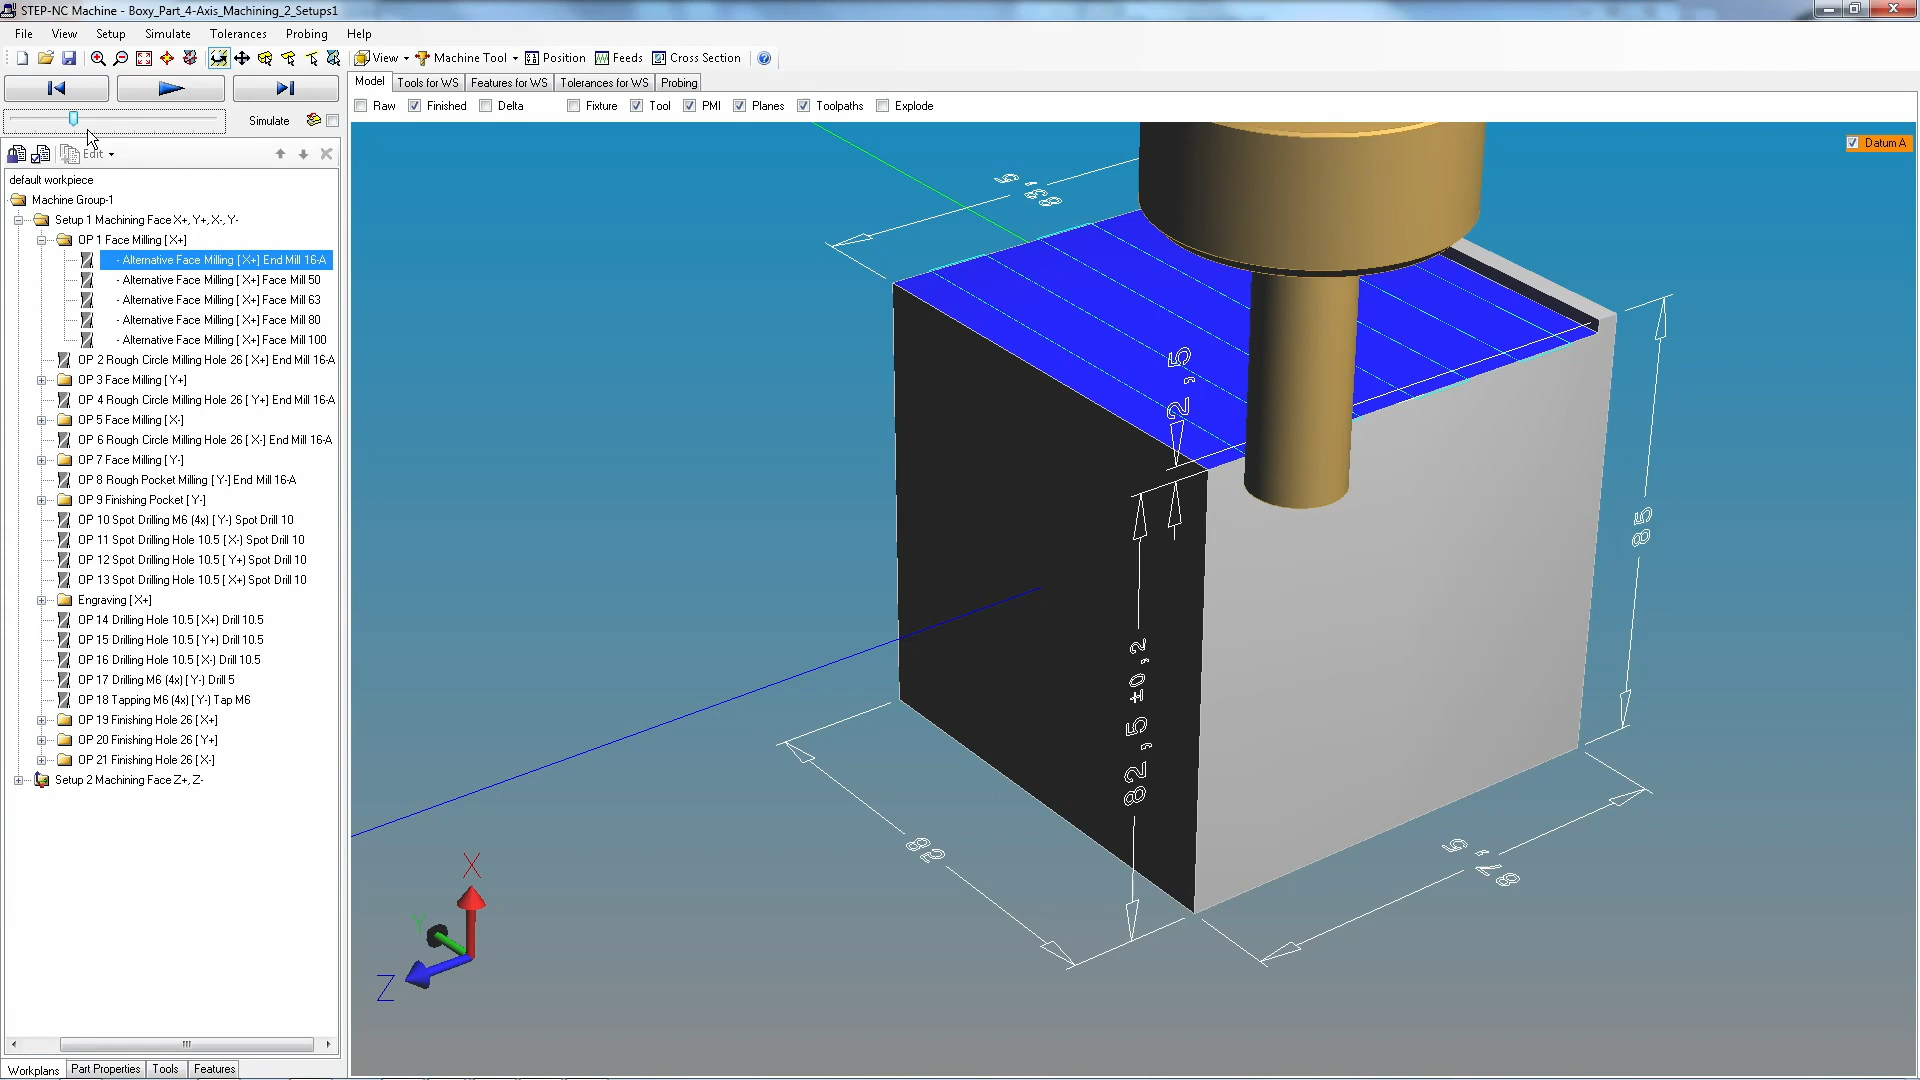 STEP-NC Machine - Boxy_Part_4-Axis_Machining_2_Setups1
File View Setup Simulate Tolerances Probing Help
View Machine Tool Position Feeds Cross Section
Model Tools for WS Features for WS Tolerances for WS Probing
Raw Finished Delta Fixture Tool PMI Planes Toolpaths Explode
Simulate
Edit
default workpiece
Machine Group-1
Setup 1 Machining Face X+, Y+, X-, Y-
OP 1 Face Milling [ X+]
- Alternative Face Milling [ X+] End Mill 16-A
- Alternative Face Milling [ X+] Face Mill 50
- Alternative Face Milling [ X+] Face Mill 63
- Alternative Face Milling [ X+] Face Mill 80
- Alternative Face Milling [ X+] Face Mill 100
OP 2 Rough Circle Milling Hole 26 [ X+] End Mill 16-A
OP 3 Face Milling [ Y+]
OP 4 Rough Circle Milling Hole 26 [ Y+] End Mill 16-A
OP 5 Face Milling [ X-]
OP 6 Rough Circle Milling Hole 26 [ X-] End Mill 16-A
OP 7 Face Milling [ Y-]
OP 8 Rough Pocket Milling [ Y-] End Mill 16-A
OP 9 Finishing Pocket [ Y-]
OP 10 Spot Drilling M6 (4x) [ Y-) Spot Drill 10
OP 11 Spot Drilling Hole 10.5 [ X-) Spot Drill 10
OP 12 Spot Drilling Hole 10.5 [ Y+) Spot Drill 10
OP 13 Spot Drilling Hole 10.5 [ X+) Spot Drill 10
Engraving [ X+]
OP 14 Drilling Hole 10.5 [ X+) Drill 10.5
OP 15 Drilling Hole 10.5 [ Y+) Drill 10.5
OP 16 Drilling Hole 10.5 [ X-) Drill 10.5
OP 17 Drilling M6 (4x) [ Y-) Drill 5
OP 18 Tapping M6 (4x) [ Y-) Tap M6
OP 19 Finishing Hole 26 [ X+]
OP 20 Finishing Hole 26 [ Y+]
OP 21 Finishing Hole 26 [ X-]
Setup 2 Machining Face Z+, Z-
Workplans Part Properties Tools Features
Datum A
83,5
2,5
85
82,5 ±0,2
87,5
X
Y
Z